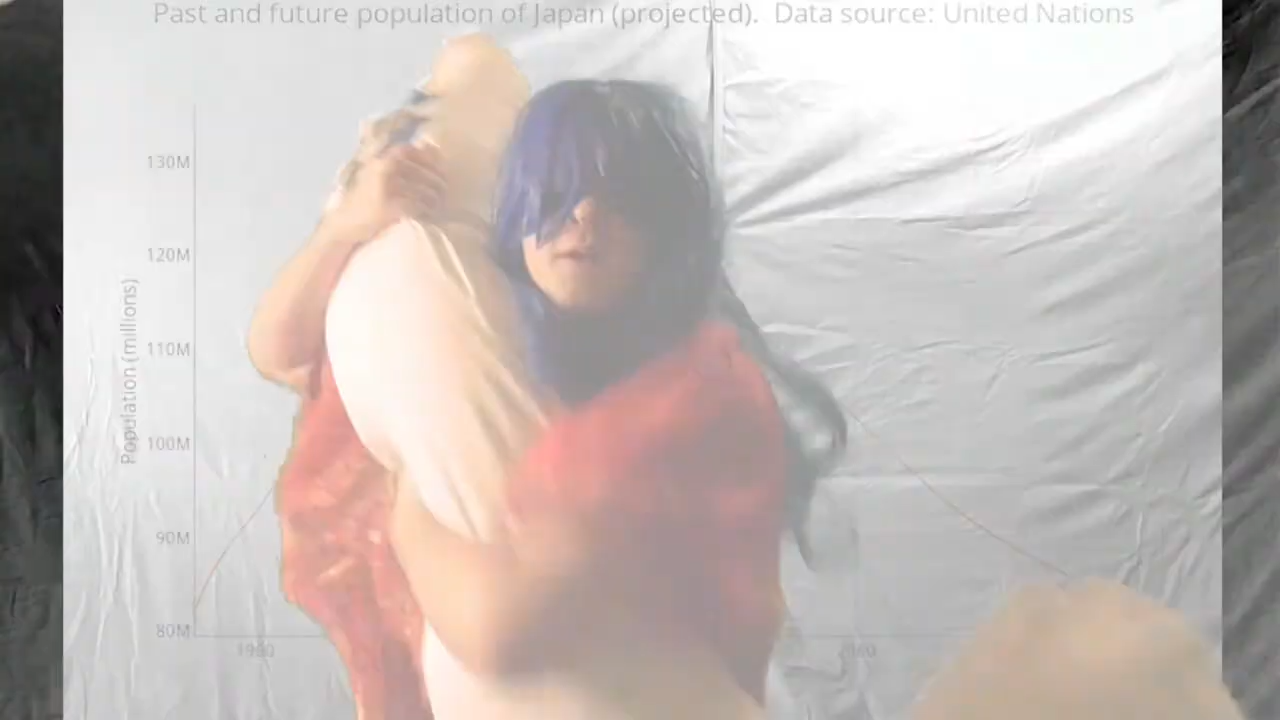 Past and future population of Japan (projected). Data source: United Nations
130M
120M
110M
100M
90M
80M
Population (millions)
1960